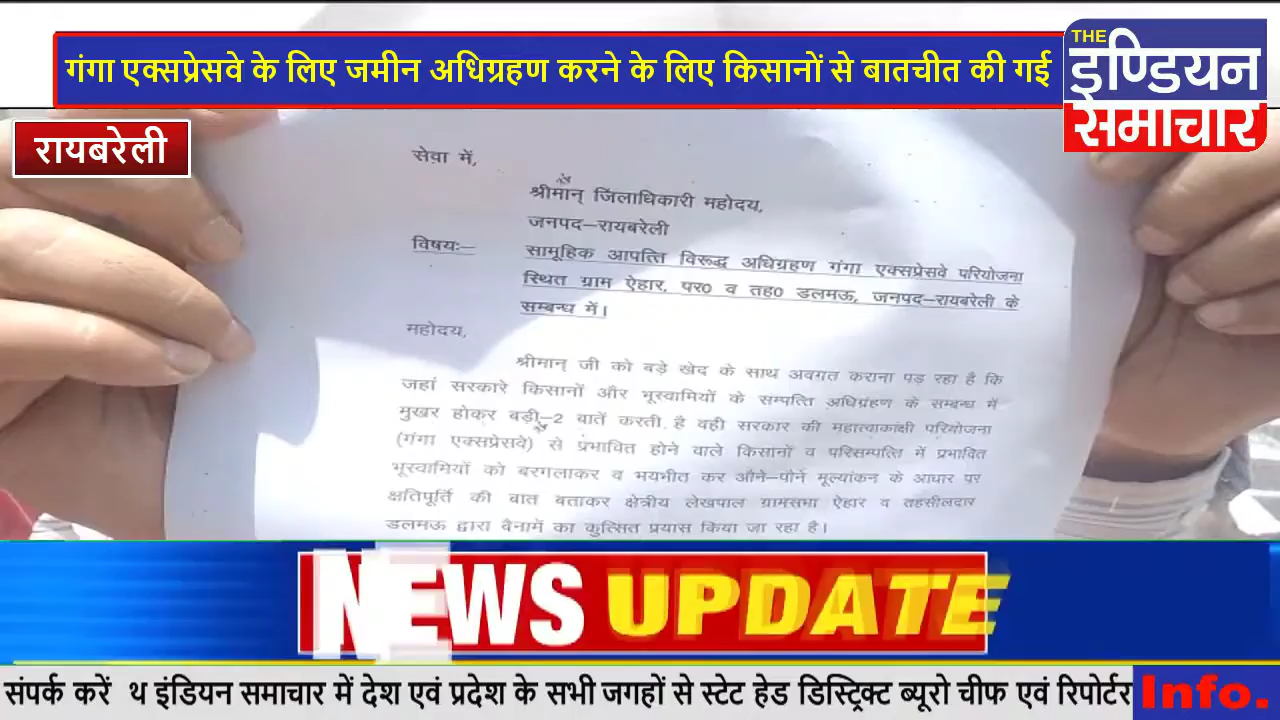 गंगा एक्सप्रेसवे के लिए जमीन अधिग्रहण करने के लिए किसानों से बातचीत की गई
THE
इण्डियन
समाचार
रायबरेली
सेवा में,
श्रीमान् जिलाधिकारी महोदय,
जनपद–रायबरेली
विषयः– सामूहिक आपत्ति विरूद्ध अधिग्रहण गंगा एक्सप्रेसवे परियोजना
स्थित ग्राम ऐहार, पर0 व तह0 डलमऊ, जनपद–रायबरेली के
सम्बन्ध में।
महोदय,
श्रीमान् जी को बड़े खेद के साथ अवगत कराना पड़ रहा है कि
जहां सरकारे किसानों और भूस्वामियों के सम्पत्ति अधिग्रहण के सम्बन्ध में
मुखर होकर बड़ी–2 बातें करती है वही सरकार की महात्वाकांक्षी परियोजना
(गंगा एक्सप्रेसवे) से प्रभावित होने वाले किसानों व परिसम्पत्ति में प्रभावित
भूस्वामियों को बरगलाकर व भयभीत कर औने–पौने मूल्यांकन के आधार पर
क्षतिपूर्ति की बात बताकर क्षेत्रीय लेखपाल ग्रामसभा ऐहार व तहसीलदार
डलमऊ द्वारा बैनामें का कुत्सित प्रयास किया जा रहा है।
NEWS UPDATE
संपर्क करें थ इंडियन समाचार में देश एवं प्रदेश के सभी जगहों से स्टेट हेड डिस्ट्रिक्ट ब्यूरो चीफ एवं रिपोर्टर Info.